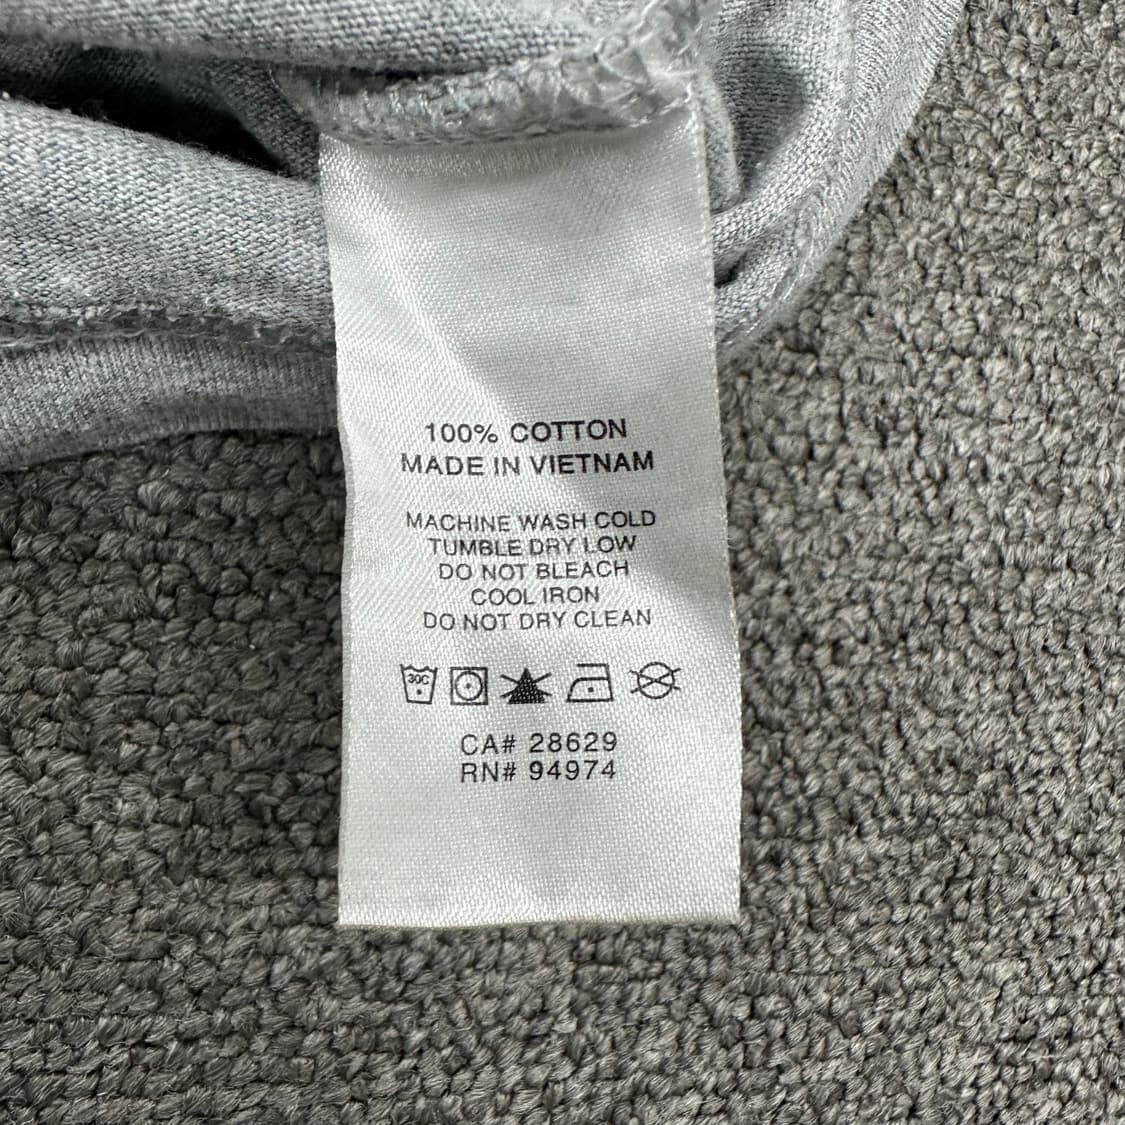 100% COTTON
MADE IN VIETNAM
MACHINE WASH COLD
TUMBLE DRY LOW
DO NOT BLEACH
COOL IRON
DO NOT DRY CLEAN
30C
CA# 28629
RN# 94974